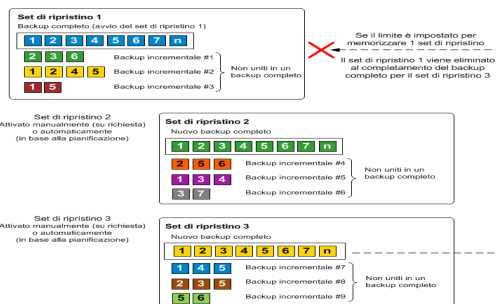 Set di ripristino 1
Backup completo (avvio del set di ripristino 1)
1 2 3 4 5 6 7 n
2 3 6 Backup incrementale #1
1 2 4 5 Backup incrementale #2
1 5 Backup incrementale #3
Non uniti in un
backup completo
Se il limite è impostato per
memorizzare 1 set di ripristino
Il set di ripristino 1 viene eliminato
al completamento del backup
completo per il set di ripristino 3
Set di ripristino 2
Attivato manualmente (su richiesta)
o automaticamente
(in base alla pianificazione)
Set di ripristino 2
Nuovo backup completo
1 2 3 4 5 6 7 n
2 5 6 Backup incrementale #4
1 3 4 Backup incrementale #5
3 7 Backup incrementale #6
Non uniti in un
backup completo
Set di ripristino 3
Attivato manualmente (su richiesta)
o automaticamente
(in base alla pianificazione)
Set di ripristino 3
Nuovo backup completo
1 2 3 4 5 6 7 n
1 4 5 Backup incrementale #7
2 3 5 Backup incrementale #8
5 6 Backup incrementale #9
Non uniti in un
backup completo